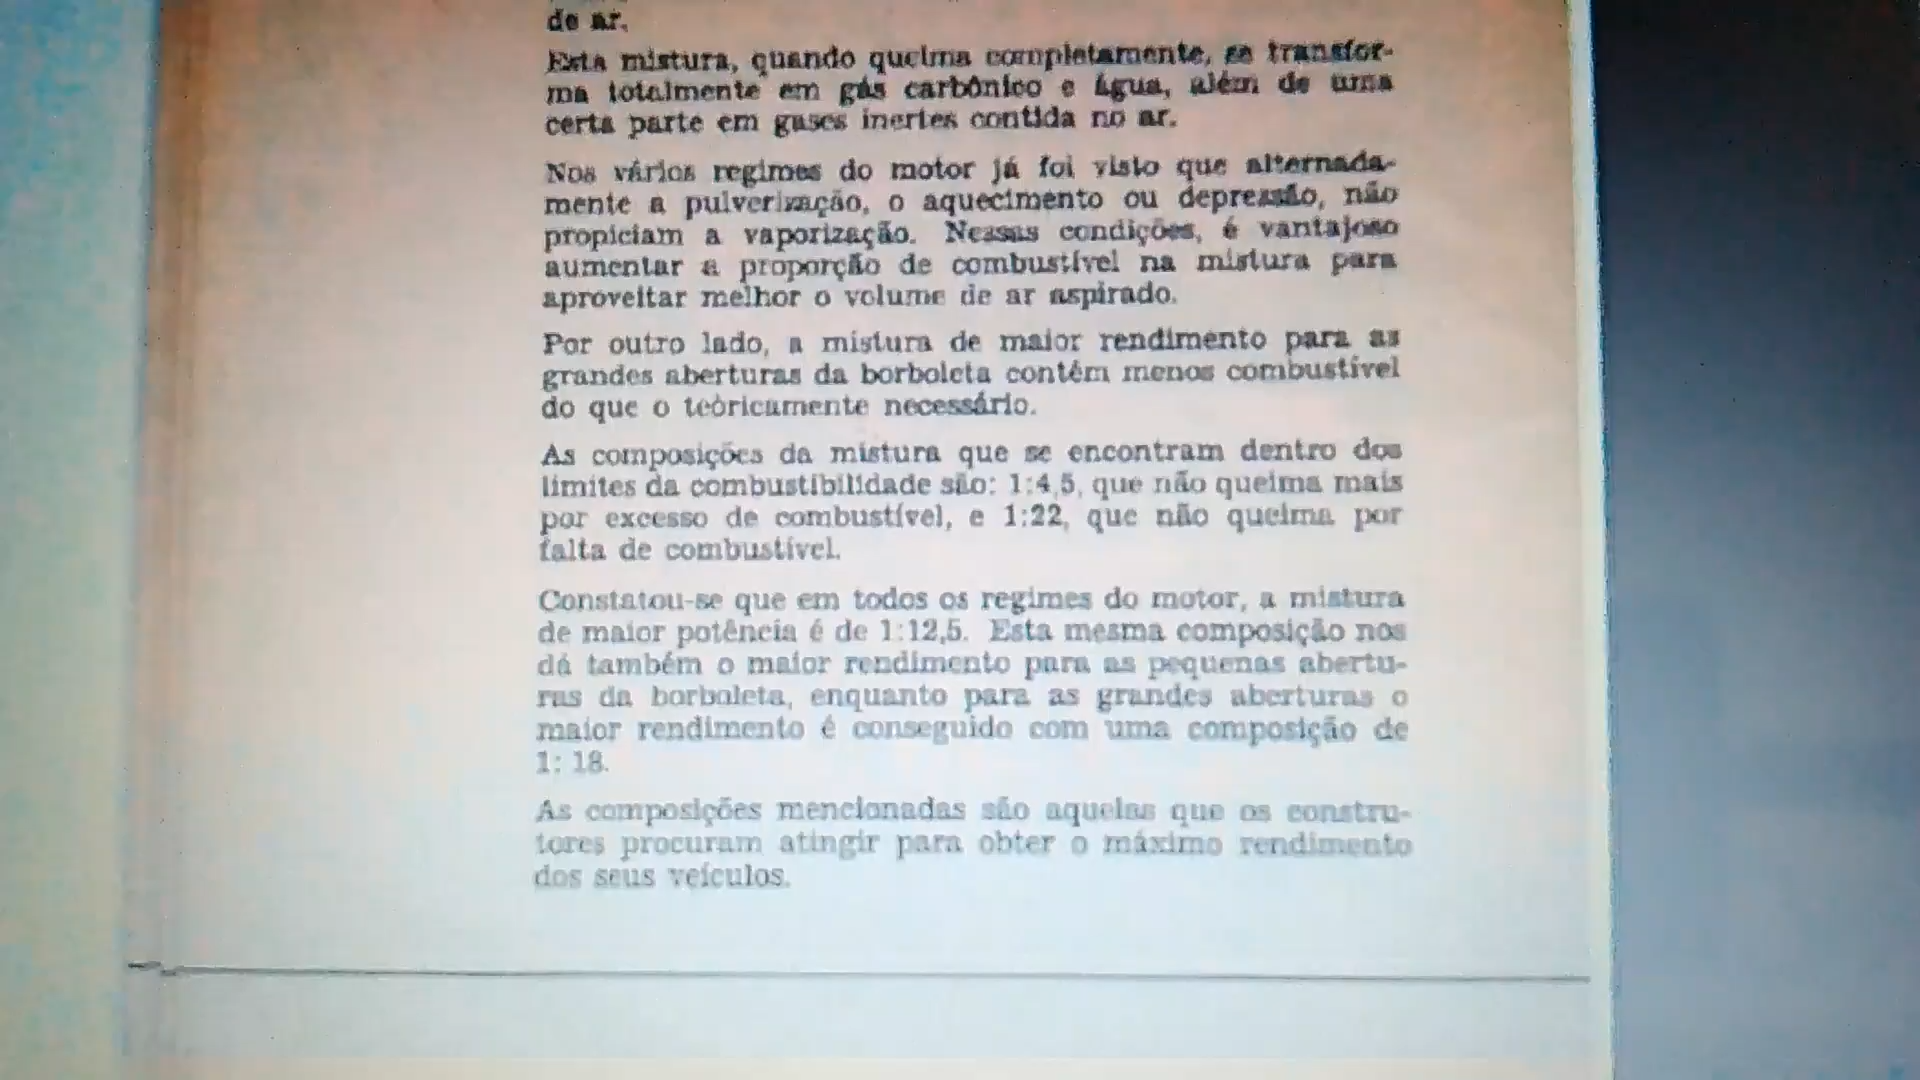 de ar.
Esta mistura, quando queima completamente, se transfor-
ma totalmente em gás carbônico e água, além de uma
certa parte em gases inertes contida no ar.
Nos vários regimes do motor já foi visto que alternada-
mente a pulverização, o aquecimento ou depressão, não
propiciam a vaporização. Nessas condições, é vantajoso
aumentar a proporção de combustível na mistura para
aproveitar melhor o volume de ar aspirado.
Por outro lado, a mistura de maior rendimento para as
grandes aberturas da borboleta contém menos combustível
do que o teòricamente necessário.
As composições da mistura que se encontram dentro dos
limites da combustibilidade são: 1:4,5, que não queima mais
por excesso de combustível, e 1:22, que não queima por
falta de combustível.
Constatou-se que em todos os regimes do motor, a mistura
de maior potência é de 1:12,5. Esta mesma composição nos
dá também o maior rendimento para as pequenas abertu-
ras da borboleta, enquanto para as grandes aberturas o
maior rendimento é conseguido com uma composição de
1: 18.
As composições mencionadas são aquelas que os constru-
tores procuram atingir para obter o máximo rendimento
dos seus veículos.